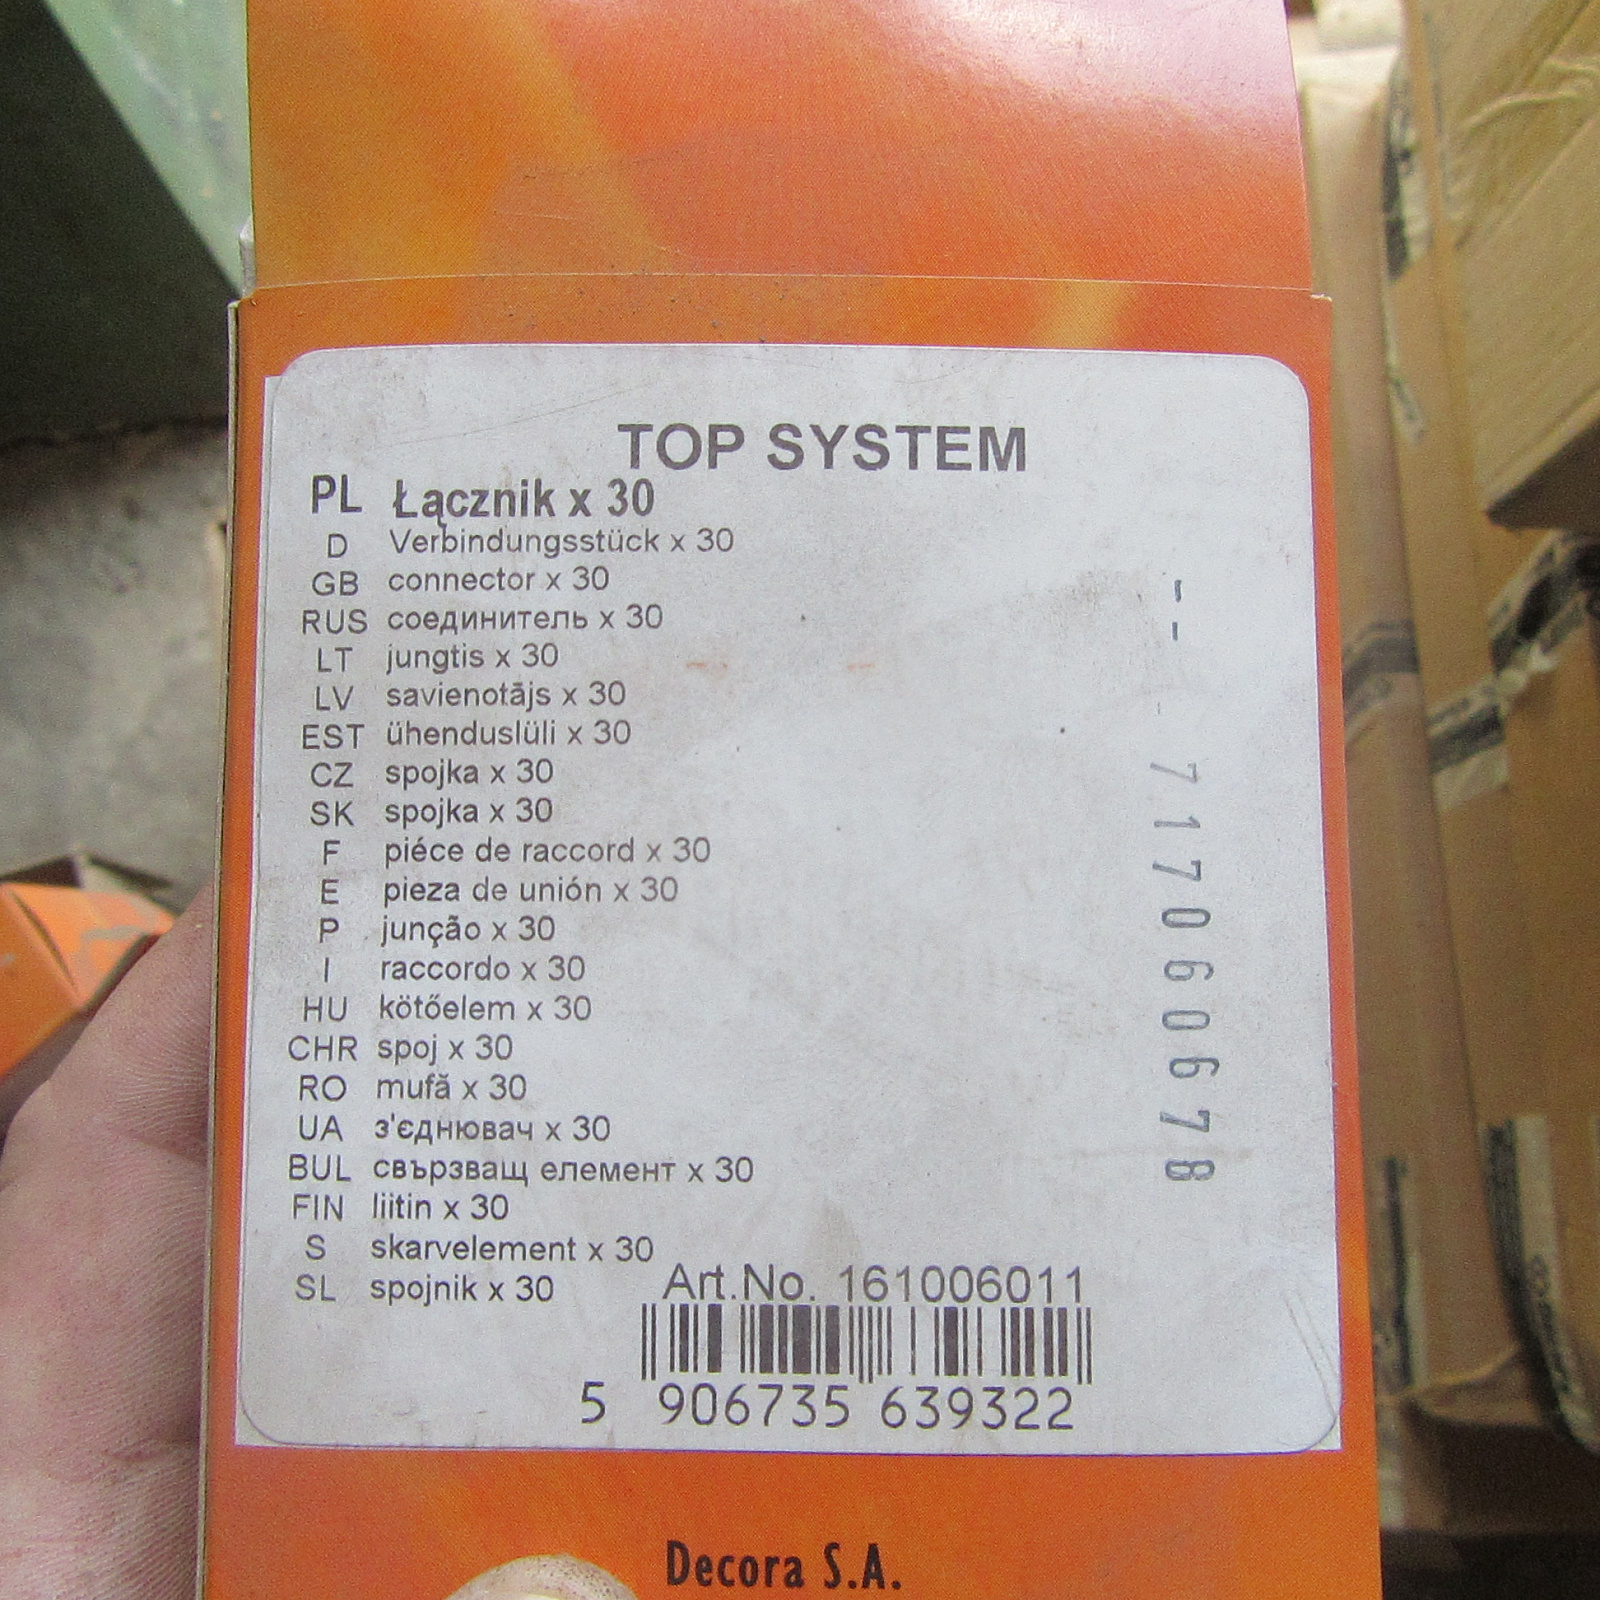 TOP SYSTEM
PL Łącznik x 30
D Verbindungsstück x 30
GB connector x 30
RUS соединитель x 30
LT jungtis x 30
LV savienotājs x 30
EST ühenduslüli x 30
CZ spojka x 30
SK spojka x 30
F piéce de raccord x 30
E pieza de unión x 30
P junção x 30
I raccordo x 30
HU kötőelem x 30
CHR spoj x 30
RO mufă x 30
UA з'єднювач x 30
BUL свързващ елемент x 30
FIN liitin x 30
S skarvelement x 30
SL spojnik x 30
Art.No. 161006011
5 906735 639322
717060678
Decora S.A.